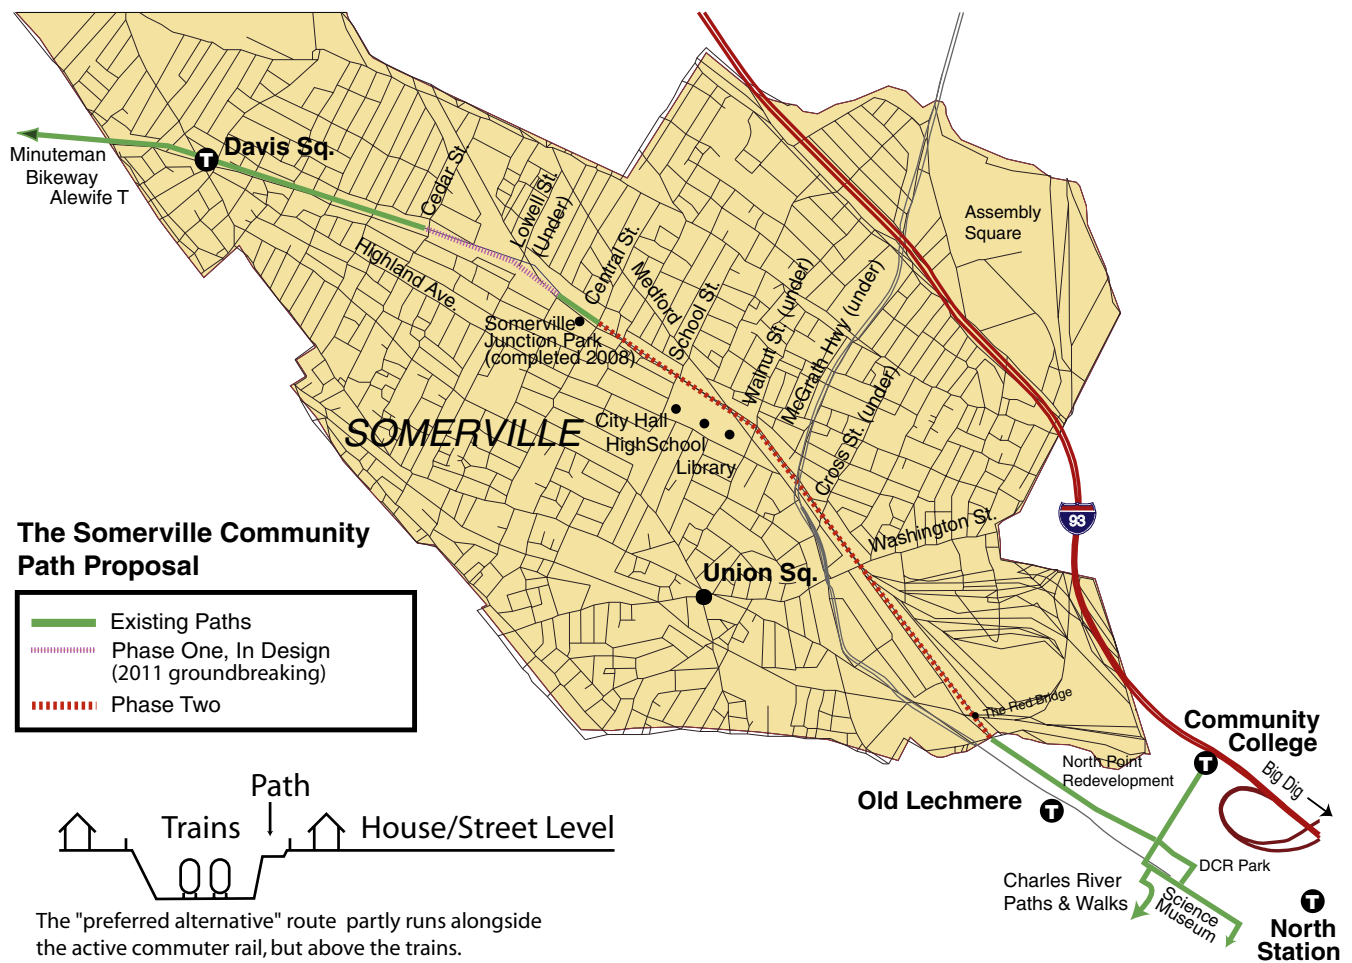 Minuteman
Bikeway
Alewife T
T
Davis Sq.
Cedar St.
Lowell St.
(Under)
Highland Ave.
Central St.
Medford
School St.
Walnut St. (under)
McGrath Hwy (under)
Cross St. (under)
Assembly
Square
Somerville
Junction Park
(completed 2008)
SOMERVILLE
City Hall
HighSchool
Library
Washington St.
93
Union Sq.
The Somerville Community
Path Proposal
Existing Paths
Phase One, In Design
(2011 groundbreaking)
Phase Two
The Red Bridge
Community
College
T
North Point
Redevelopment
Big Dig
Old Lechmere
T
DCR Park
Charles River
Paths & Walks
Science
Museum
T
North
Station
Path
Trains
House/Street Level
The "preferred alternative" route partly runs alongside
the active commuter rail, but above the trains.